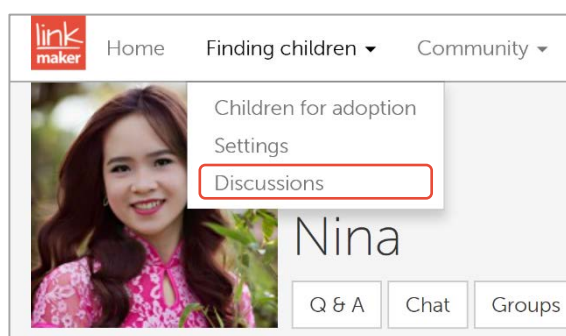 link
maker
Home Finding children Community
Children for adoption
Settings
Discussions
Nina
Q & A Chat Groups